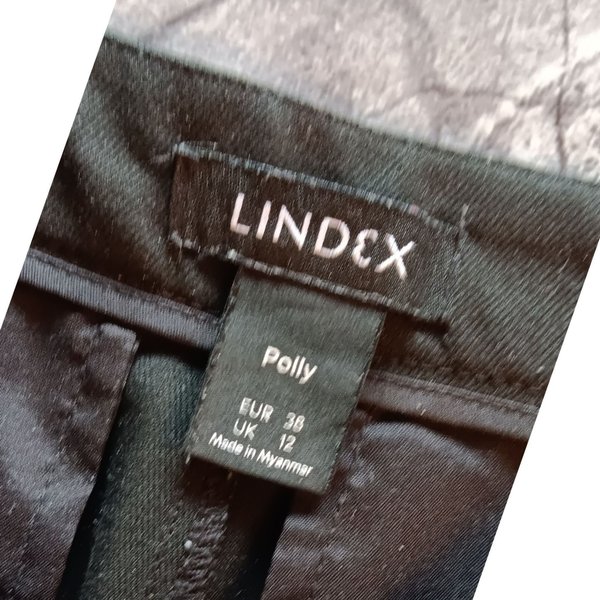 LINDEX
Polly
EUR 38
UK 12
Made in Myanmar